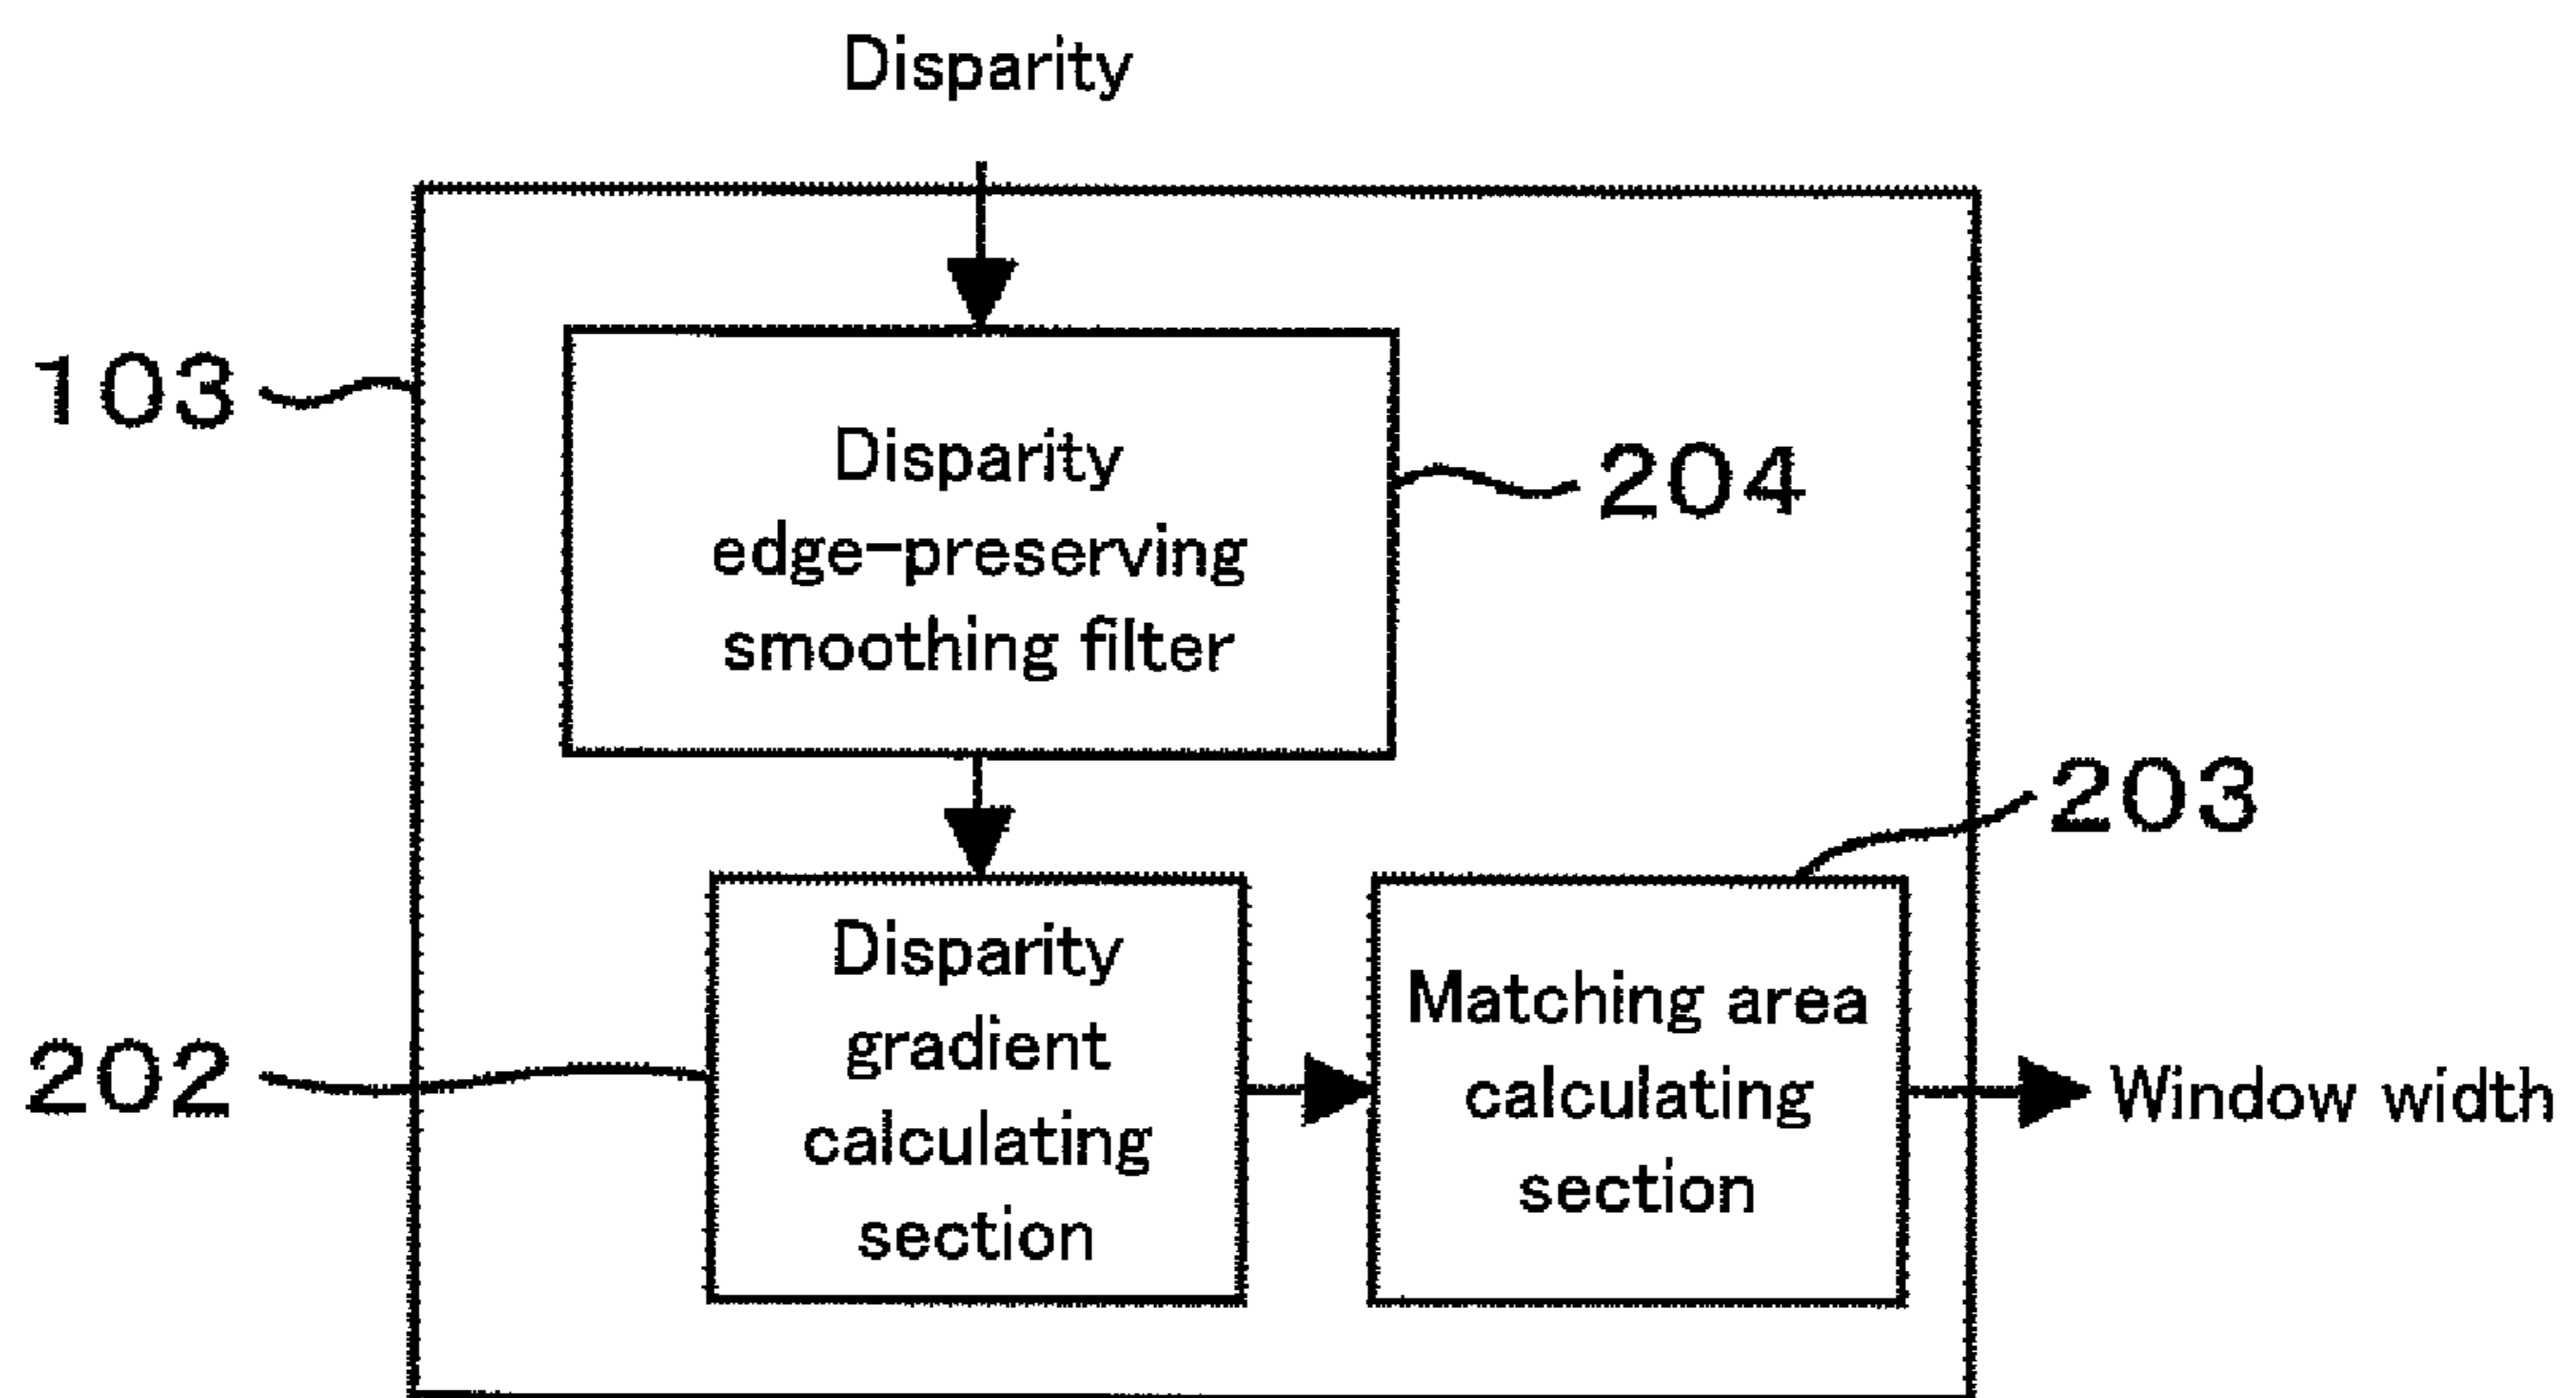 Disparity
103
Disparity
edge-preserving
smoothing filter
204
203
Disparity
gradient
calculating
section
Matching area
calculating
section
202
Window width